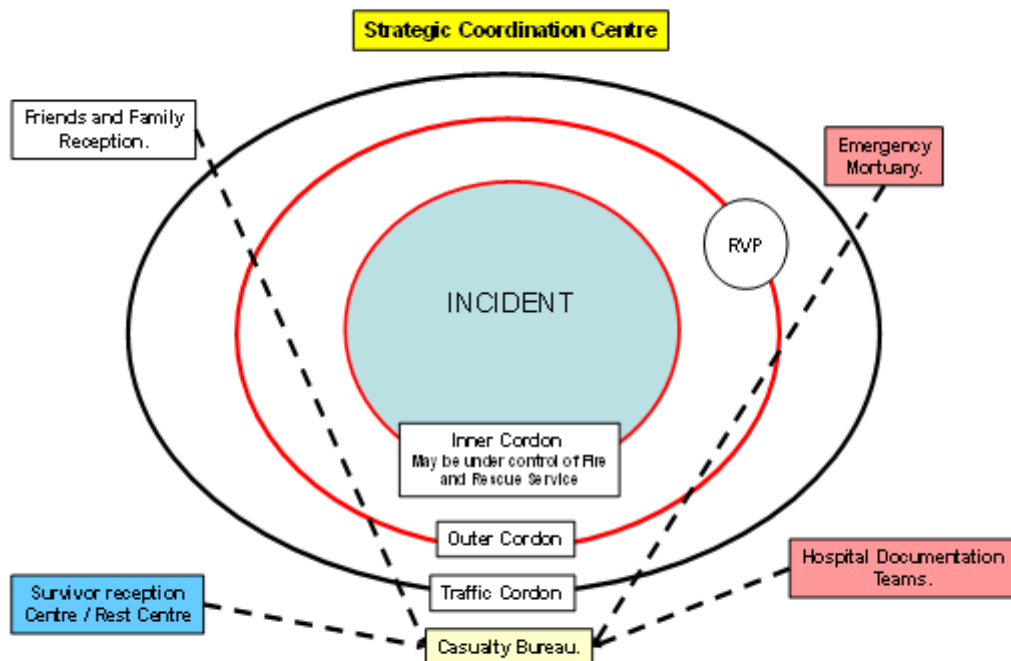 Strategic Coordination Centre
Friends and Family
Reception.
Emergency
Mortuary.
RVP
INCIDENT
Inner Cordon
May be under control of Fire
and Rescue Service
Outer Cordon
Hospital Documentation
Teams.
Survivor reception
Centre / Rest Centre
Traffic Cordon
Casualty Bureau.